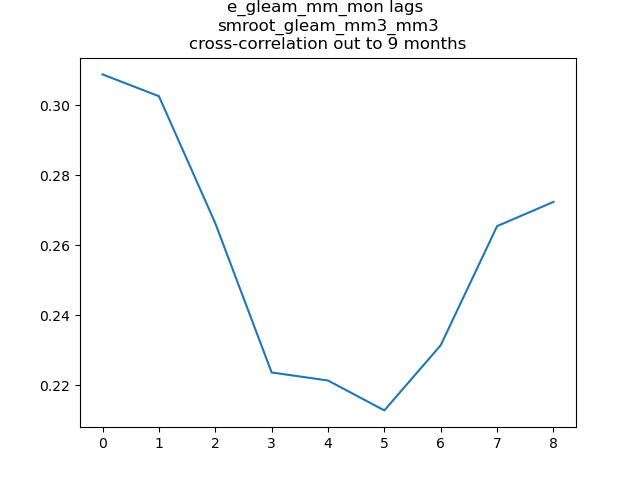 e_gleam_mm_mon lags
smroot_gleam_mm3_mm3
cross-correlation out to 9 months
0.30
0.28
0.26
0.24
0.22
0 1 2 3 4 5 6 7 8